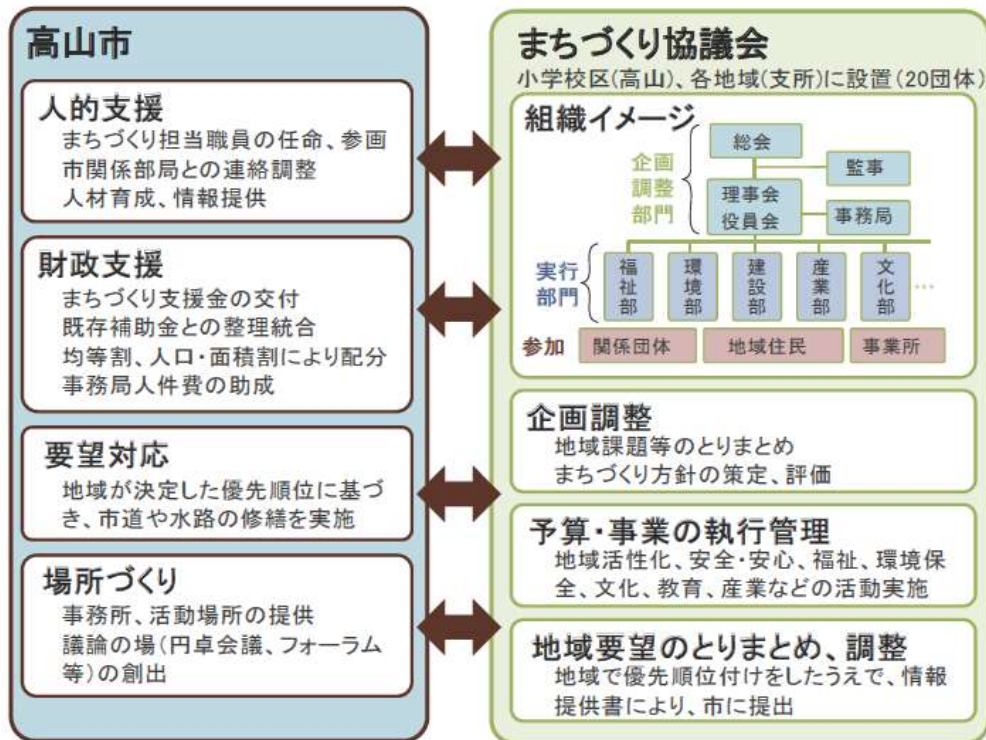 高山市
人的支援
まちづくり担当職員の任命、参画
市関係部局との連絡調整
人材育成、情報提供
財政支援
まちづくり支援金の交付
既存補助金との整理統合
均等割、人口・面積割により配分
事務局人件費の助成
要望対応
地域が決定した優先順位に基づ
き、市道や水路の修繕を実施
場所づくり
事務所、活動場所の提供
議論の場(円卓会議、フォーラム
等)の創出
まちづくり協議会
小学校区(高山)、各地域(支所)に設置(20団体)
組織イメージ
企画
調整
部門
総会
監事
理事会
役員会
事務局
実行
部門
福祉部
環境部
建設部
産業部
文化部
…
参加
関係団体
地域住民
事業所
企画調整
地域課題等のとりまとめ
まちづくり方針の策定、評価
予算・事業の執行管理
地域活性化、安全・安心、福祉、環境保
全、文化、教育、産業などの活動実施
地域要望のとりまとめ、調整
地域で優先順位付けをしたうえで、情報
提供書により、市に提出